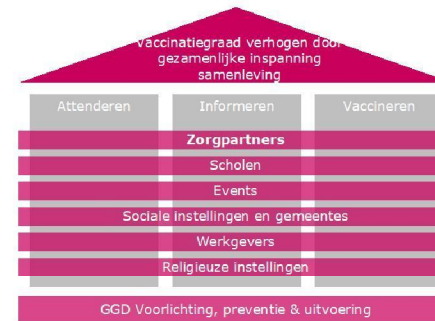 Vaccinatiegraad verhogen door
gezamenlijke inspanning
samenleving
Attenderen
Informeren
Vaccineren
Zorgpartners
Scholen
Events
Sociale instellingen en gemeentes
Werkgevers
Religieuze instellingen
GGD Voorlichting, preventie & uitvoering